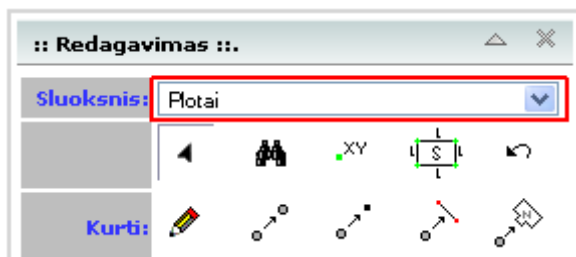 :: Redagavimas ::.
Sluoksnis: Plotai
XY
L
L S L
L
Kurti:
N